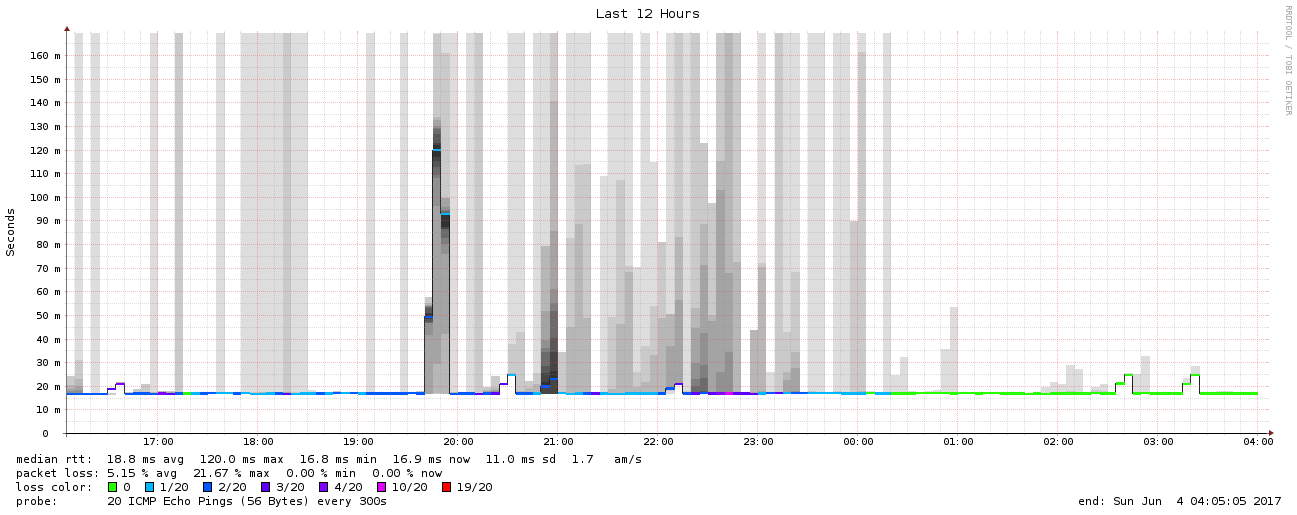 Last 12 Hours
RRDTOOL / TOBI OETIKER
Seconds
160 m
150 m
140 m
130 m
120 m
110 m
100 m
90 m
80 m
70 m
60 m
50 m
40 m
30 m
20 m
10 m
0
17:00 18:00 19:00 20:00 21:00 22:00 23:00 00:00 01:00 02:00 03:00 04:00
median rtt: 18.8 ms avg 120.0 ms max 16.8 ms min 16.9 ms now 11.0 ms sd 1.7 am/s
packet loss: 5.15 % avg 21.67 % max 0.00 % min 0.00 % now
loss color: 0 1/20 2/20 3/20 4/20 10/20 19/20
probe: 20 ICMP Echo Pings (56 Bytes) every 300s end: Sun Jun 4 04:05:05 2017